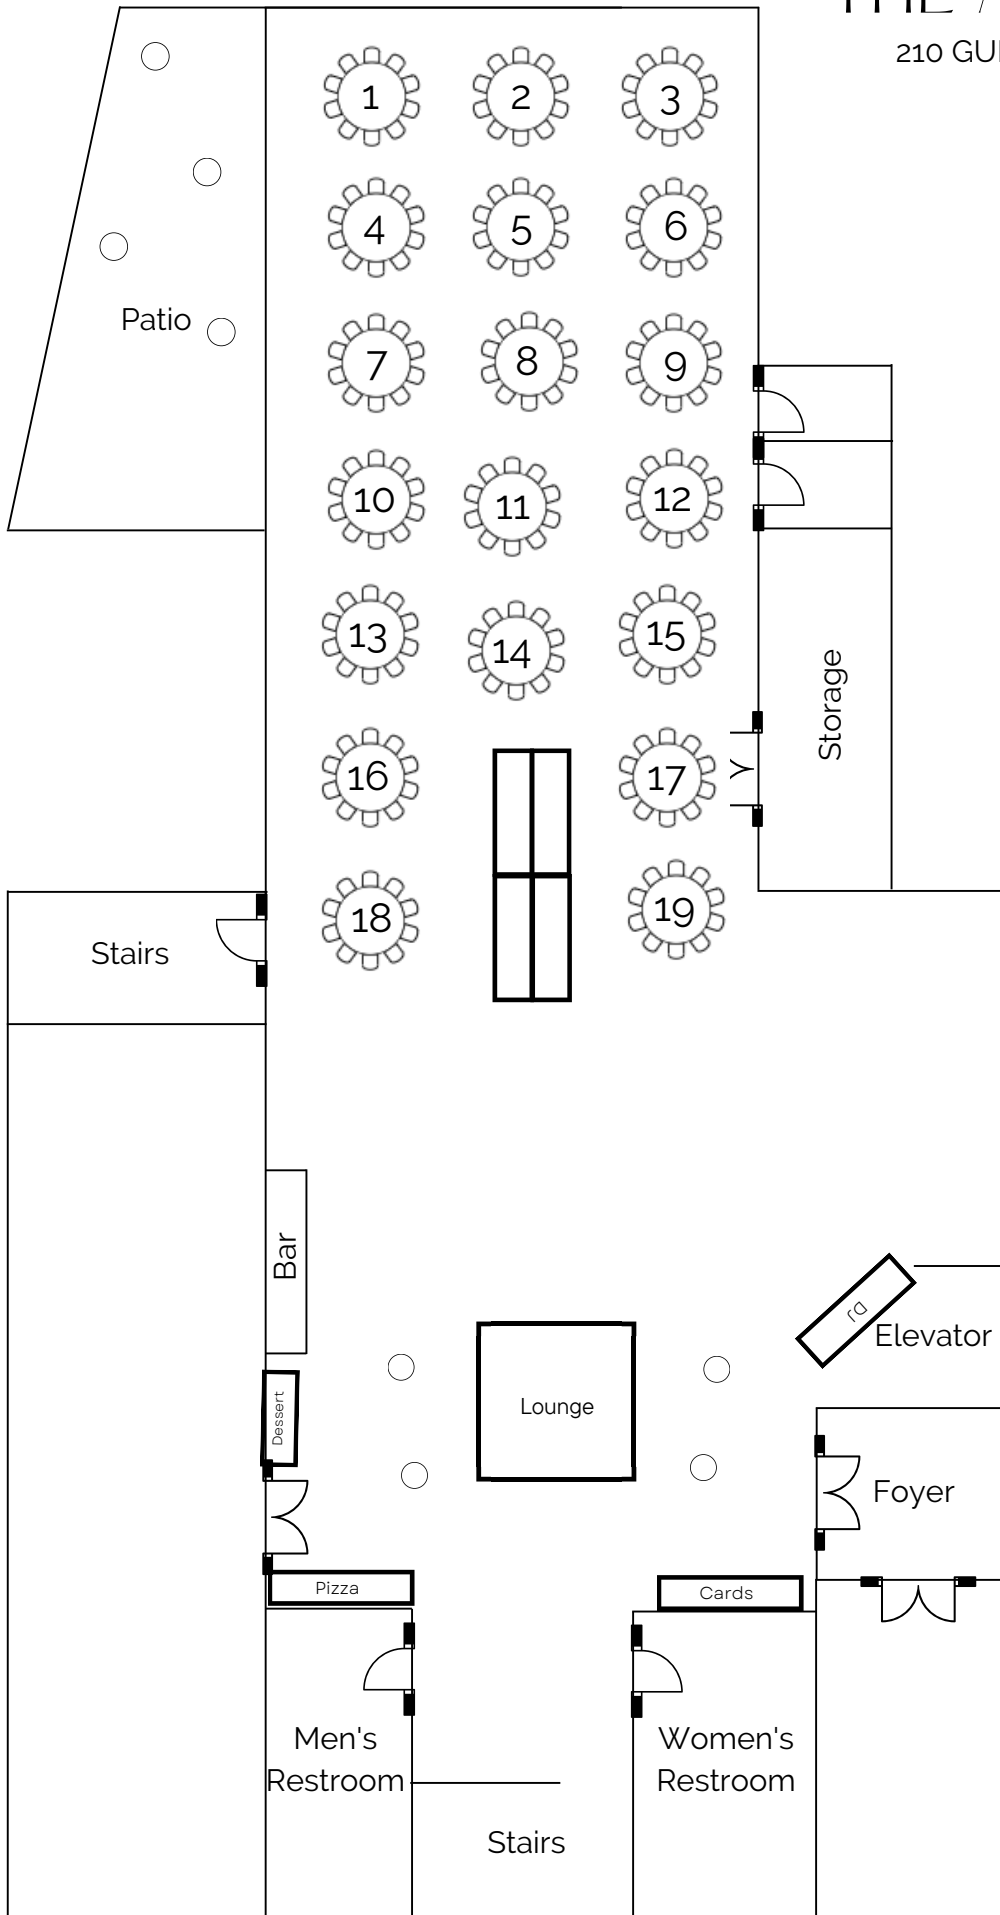 THE
210 GU
1 2 3
4 5 6
Patio
7 8 9
10 11 12
13 14 15
Storage
16 17
18 19
Stairs
Bar
DJ
Elevator
Dessert
Lounge
Foyer
Pizza
Cards
Men's
Restroom
Women's
Restroom
Stairs